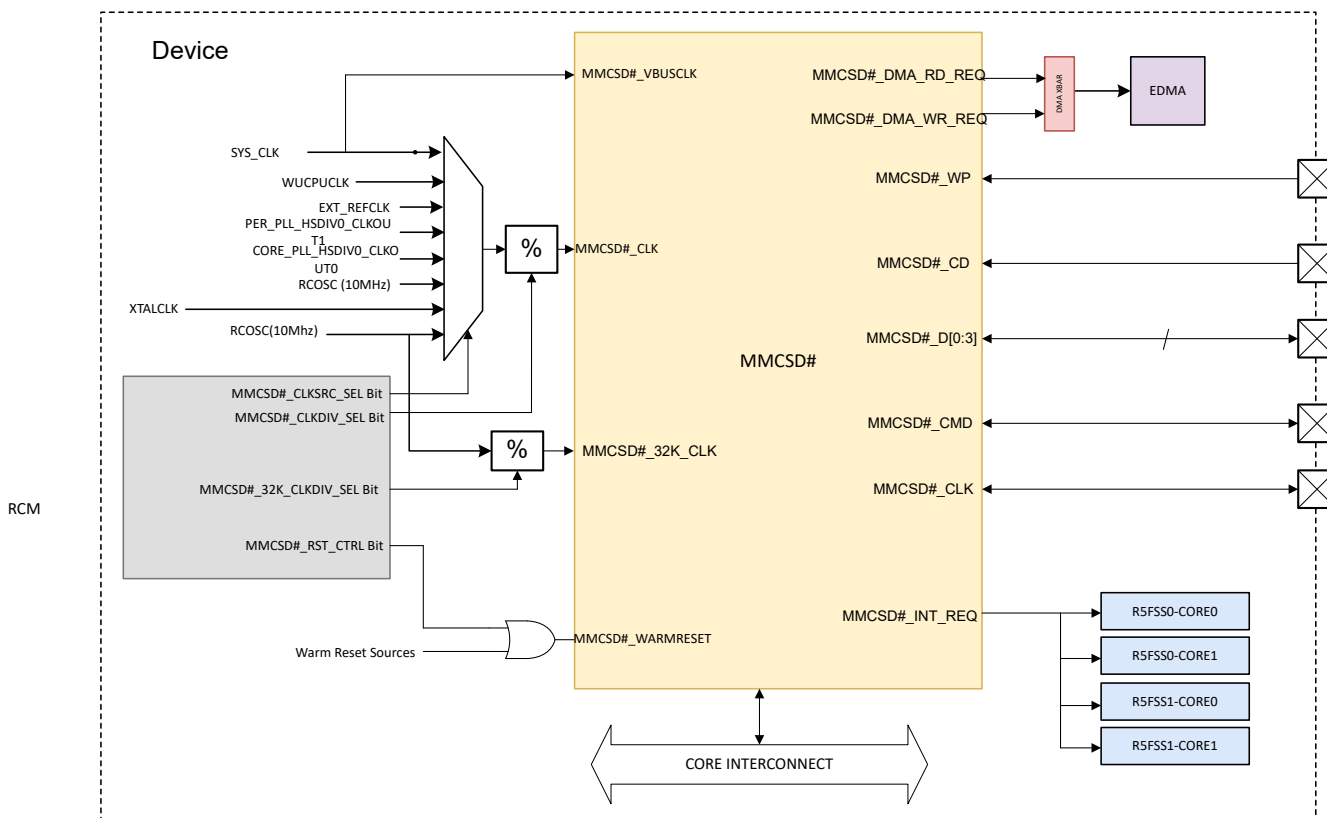 Device
MMCSD#_VBUSCLK
SYS_CLK
WUCPUCLK
EXT_REFCLK
PER_PLL_HSDIV0_CLKOU
T1
CORE_PLL_HSDIV0_CLKO
UT0
RCOSC (10MHz)
XTALCLK
RCOSC(10Mhz)
%
MMCSD#_CLK
MMCSD#_CLKSRC_SEL Bit
MMCSD#_CLKDIV_SEL Bit
%
MMCSD#_32K_CLK
MMCSD#_32K_CLKDIV_SEL Bit
RCM
MMCSD#_RST_CTRL Bit
Warm Reset Sources
MMCSD#_WARMRESET
MMCSD#
MMCSD#_DMA_RD_REQ
MMCSD#_DMA_WR_REQ
DMA XBAR
EDMA
MMCSD#_WP
MMCSD#_CD
MMCSD#_D[0:3]
MMCSD#_CMD
MMCSD#_CLK
MMCSD#_INT_REQ
R5FSS0-CORE0
R5FSS0-CORE1
R5FSS1-CORE0
R5FSS1-CORE1
CORE INTERCONNECT